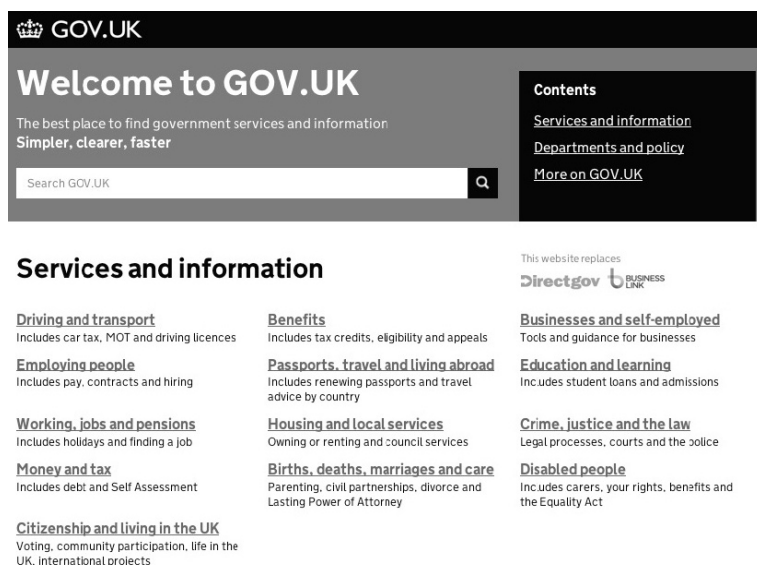 GOV.UK
Welcome to GOV.UK
The best place to find government services and information
Simpler, clearer, faster
Search GOV.UK
Contents
Services and information
Departments and policy
More on GOV.UK
Services and information
This website replaces
Directgov BUSINESS
LINK
Driving and transport
Includes car tax, MOT and driving licences
Benefits
Includes tax credits, eligibility and appeals
Businesses and self-employed
Tools and guidance for businesses
Employing people
Includes pay, contracts and hiring
Passports, travel and living abroad
Includes renewing passports and travel
advice by country
Education and learning
Includes student loans and admissions
Working, jobs and pensions
Includes holidays and finding a job
Housing and local services
Owning or renting and council services
Crime, justice and the law
Legal processes, courts and the police
Money and tax
Includes debt and Self Assessment
Births, deaths, marriages and care
Parenting, civil partnerships, divorce and
Lasting Power of Attorney
Disabled people
Includes carers, your rights, benefits and
the Equality Act
Citizenship and living in the UK
Voting, community participation, life in the
UK, international projects